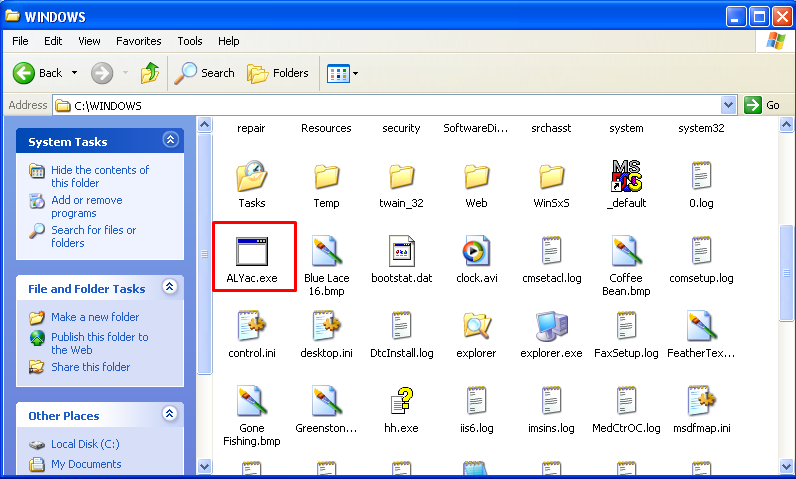 WINDOWS
File Edit View Favorites Tools Help
Back Search Folders
Address C:\WINDOWS Go
System Tasks
Hide the contents of
this folder
Add or remove
programs
Search for files or
folders
File and Folder Tasks
Make a new folder
Publish this folder to
the Web
Share this folder
Other Places
Local Disk (C:)
My Documents
repair Resources security SoftwareDi... srchasst system system32
MS
Tasks Temp twain_32 Web WinSxS _default 0.log
ALYac.exe Blue Lace bootstat.dat clock.avi cmsetacl.log Coffee comsetup.log
16.bmp Bean.bmp
control.ini desktop.ini DtcInstall.log explorer explorer.exe FaxSetup.log FeatherTex...
Gone Greenston... hh.exe iis6.log imsins.log MedCtrOC.log msdfmap.ini
Fishing.bmp